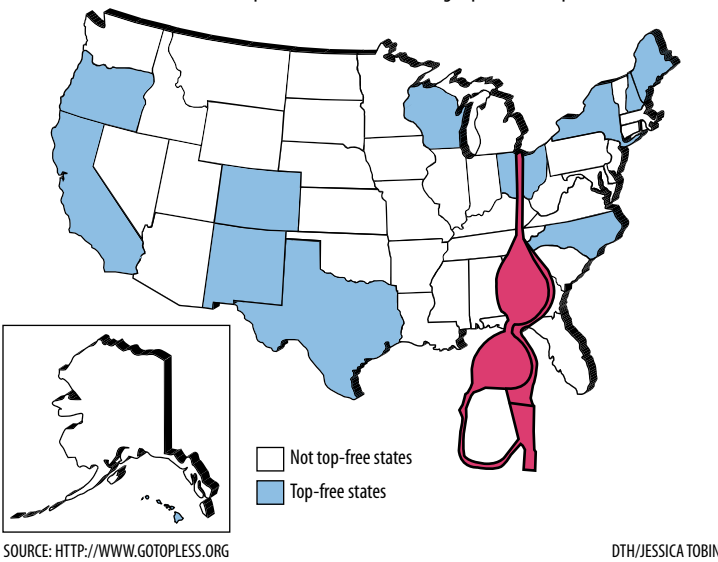 Not top-free states
Top-free states
SOURCE: HTTP://WWW.GOTOPLESS.ORG
DTH/JESSICA TOBIN